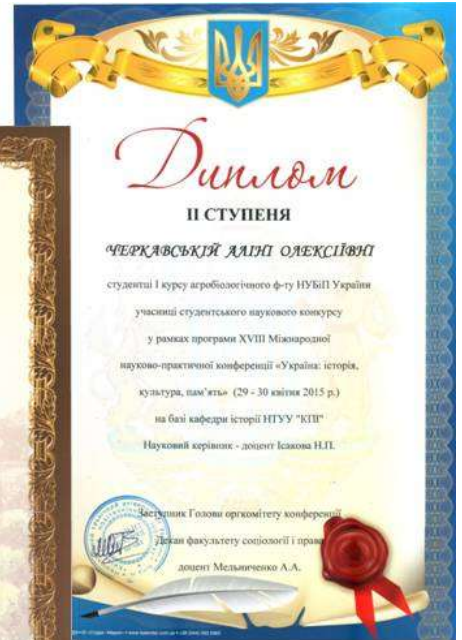 Диплом
II СТУПЕНЯ
ЧЕРКАВСЬКІЙ АЛІНІ ОЛЕКСІЇВНІ
студентці I курсу агробіологічного ф-ту НУБіП України
учасниці студентського наукового конкурсу
у рамках програми XVIII Міжнародної
науково-практичної конференції «Україна: історія,
культура, пам’ять» (29 - 30 квітня 2015 р.)
на базі кафедри історії НТУУ "КПІ"
Науковий керівник - доцент Ісакова Н.П.
Заступник Голови оргкомітету конференції
Декан факультету соціології і права
доцент Мельниченко А.А.